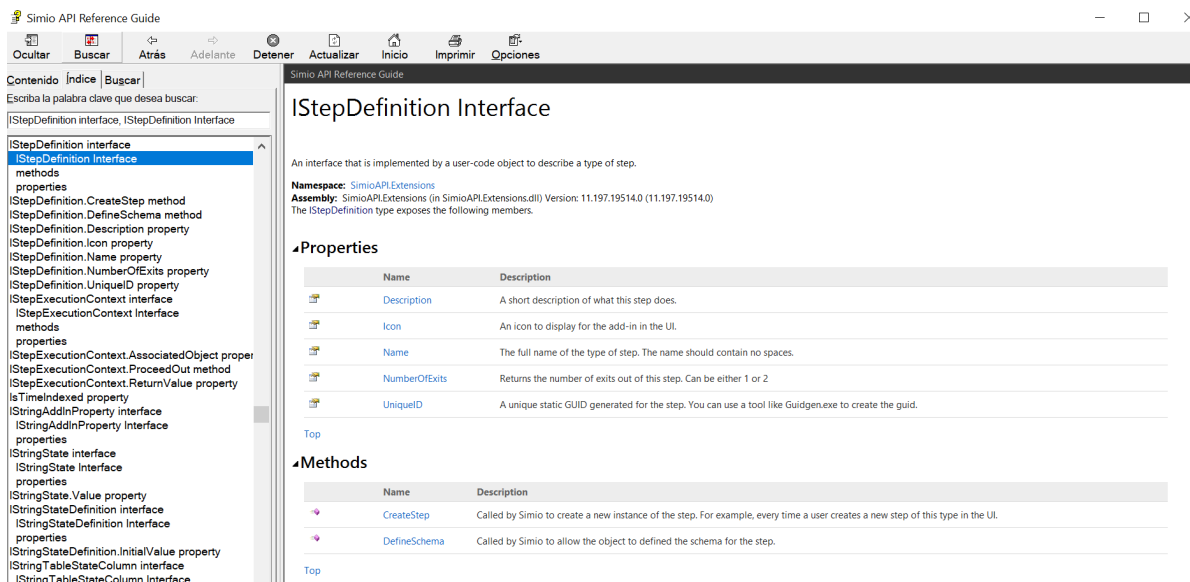 Simio API Reference Guide
Ocultar Buscar Atrás Adelante Detener Actualizar Inicio Imprimir Opciones
Contenido Índice Buscar
Escriba la palabra clave que desea buscar:
IStepDefinition interface, IStepDefinition Interface
IStepDefinition interface
IStepDefinition Interface
methods
properties
IStepDefinition.CreateStep method
IStepDefinition.DefineSchema method
IStepDefinition.Description property
IStepDefinition.Icon property
IStepDefinition.Name property
IStepDefinition.NumberOfExits property
IStepDefinition.UniqueID property
IStepExecutionContext interface
IStepExecutionContext Interface
methods
properties
IStepExecutionContext.AssociatedObject proper
IStepExecutionContext.ProceedOut method
IStepExecutionContext.ReturnValue property
IsTimeIndexed property
IStringAddInProperty interface
IStringAddInProperty Interface
properties
IStringState interface
IStringState Interface
properties
IStringState.Value property
IStringStateDefinition interface
IStringStateDefinition Interface
properties
IStringStateDefinition.InitialValue property
IStringTableStateColumn interface
IStringTableStateColumn Interface
Simio API Reference Guide
IStepDefinition Interface
An interface that is implemented by a user-code object to describe a type of step.
Namespace: SimioAPI.Extensions
Assembly: SimioAPI.Extensions (in SimioAPI.Extensions.dll) Version: 11.197.19514.0 (11.197.19514.0)
The IStepDefinition type exposes the following members.
Properties
Name Description
Description A short description of what this step does.
Icon An icon to display for the add-in in the UI.
Name The full name of the type of step. The name should contain no spaces.
NumberOfExits Returns the number of exits out of this step. Can be either 1 or 2
UniqueID A unique static GUID generated for the step. You can use a tool like Guidgen.exe to create the guid.
Top
Methods
Name Description
CreateStep Called by Simio to create a new instance of the step. For example, every time a user creates a new step of this type in the UI.
DefineSchema Called by Simio to allow the object to defined the schema for the step.
Top